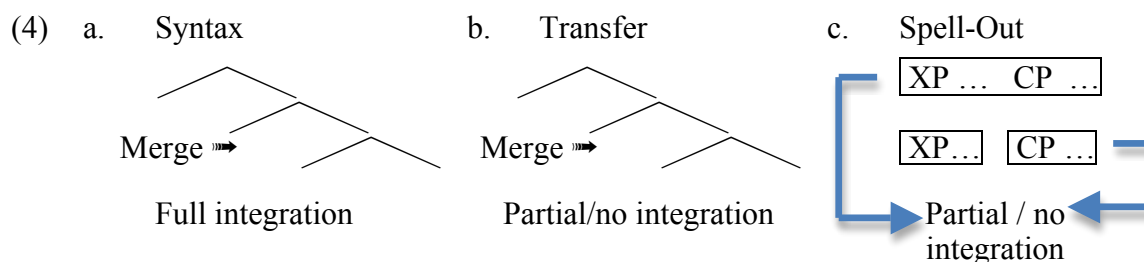 (4) a. Syntax b. Transfer c. Spell-Out
XP … CP …
Merge Merge XP… CP …
Full integration Partial/no integration Partial / no
integration